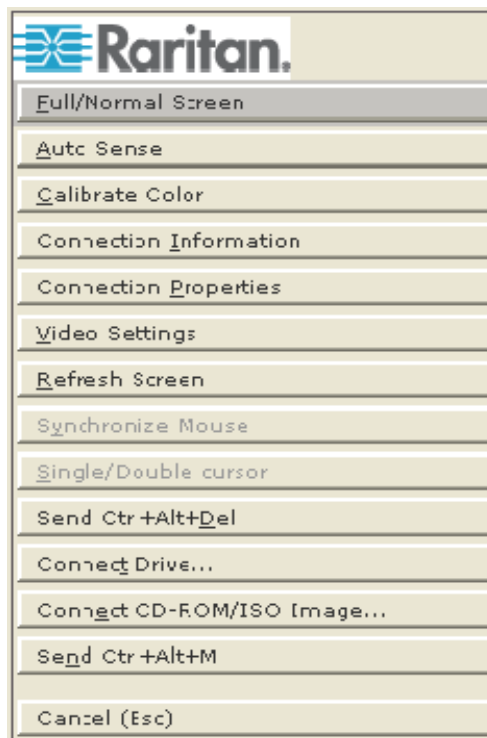 Raritan.
Full/Normal Screen
Auto Sense
Calibrate Color
Connection Information
Connection Properties
Video Settings
Refresh Screen
Synchronize Mouse
Single/Double cursor
Send Ctrl+Alt+Del
Connect Drive...
Connect CD-ROM/ISO Image...
Send Ctrl+Alt+M
Cancel (Esc)